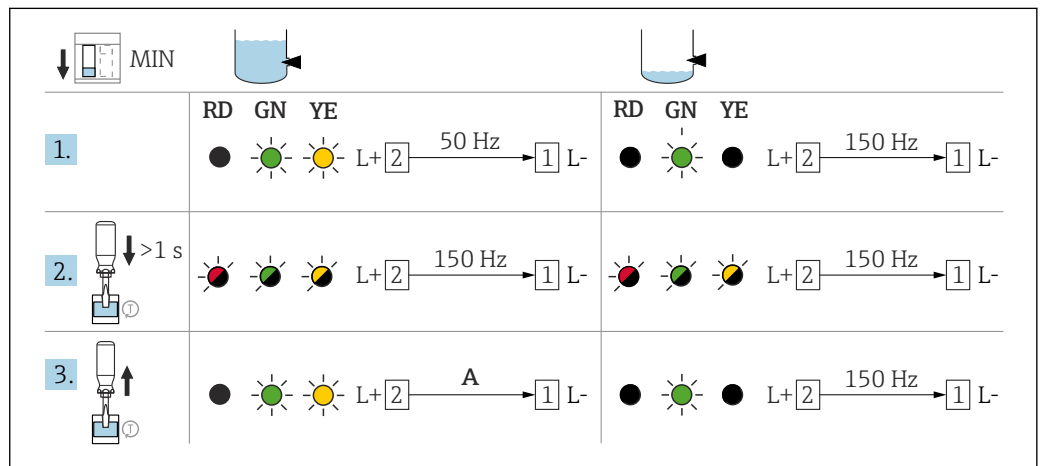 MIN
RD GN YE
RD GN YE
1.
L+ 2 50 Hz 1 L-
L+ 2 150 Hz 1 L-
2.
>1 s
T
L+ 2 150 Hz 1 L-
L+ 2 150 Hz 1 L-
3.
T
L+ 2 A 1 L-
L+ 2 150 Hz 1 L-